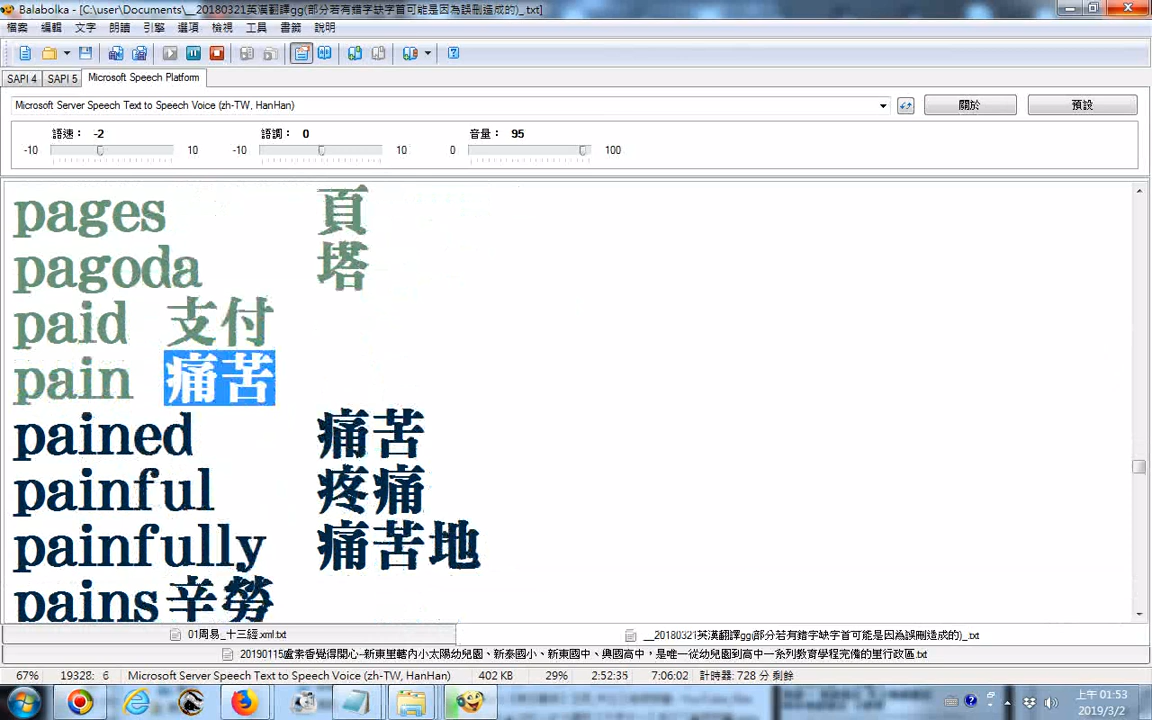 Balabolka - [C:\user\Documents\__20180321英漢翻譯gg(部分若有錯字缺字首可能是因為誤刪造成的)_.txt]
檔案 編輯 文字 朗讀 引擎 選項 檢視 工具 書籤 說明
SAPI 4 SAPI 5 Microsoft Speech Platform
Microsoft Server Speech Text to Speech Voice (zh-TW, HanHan) 關於 預設
語速： -2 語調： 0 音量： 95
-10 10 -10 10 0 100
pages 頁
pagoda 塔
paid 支付
pain 痛苦
pained 痛苦
painful 疼痛
painfully 痛苦地
pains 辛勞
01周易_十三經.xml.txt __20180321英漢翻譯gg(部分若有錯字缺字首可能是因為誤刪造成的)_.txt
20190115盧素香覺得開心--新東里轄內小太陽幼兒園、新泰國小、新東國中、興國高中，是唯一從幼兒園到高中一系列教育學程完備的里行政區.txt
67% 19328: 6 Microsoft Server Speech Text to Speech Voice (zh-TW, HanHan) 402 KB 29% 2:52:35 7:06:02 計時器: 728 分 剩餘
上午 01:53
2019/3/2